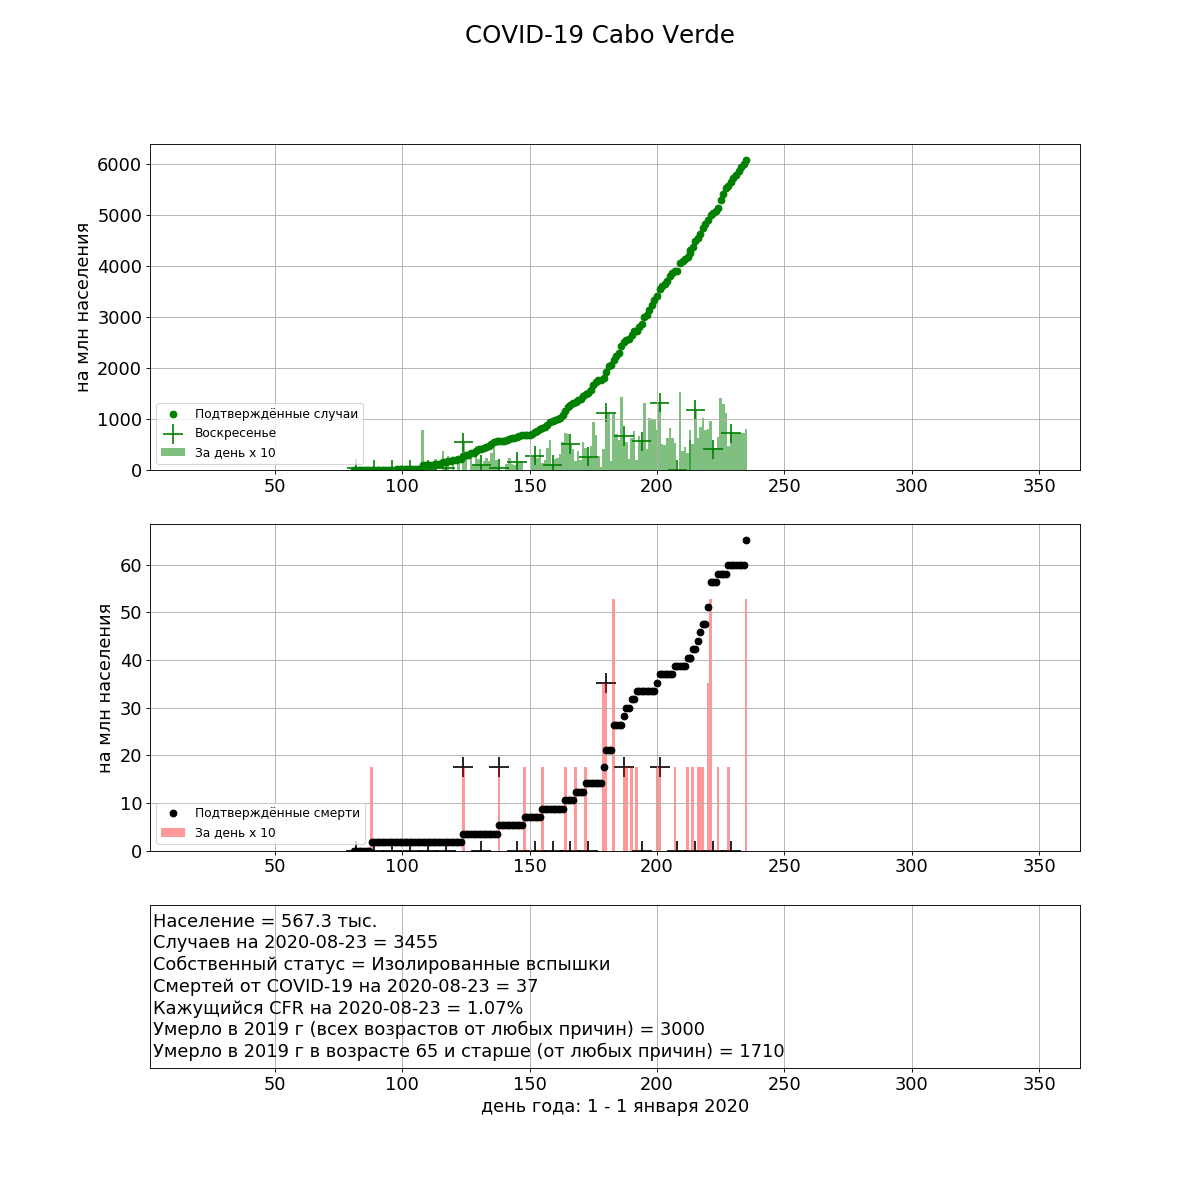 COVID-19 Cabo Verde
на млн населения
6000
5000
4000
3000
2000
1000
0
Подтверждённые случаи
Воскресенье
За день x 10
50 100 150 200 250 300 350
на млн населения
60
50
40
30
20
10
0
Подтверждённые смерти
За день x 10
50 100 150 200 250 300 350
Население = 567.3 тыс.
Случаев на 2020-08-23 = 3455
Собственный статус = Изолированные вспышки
Смертей от COVID-19 на 2020-08-23 = 37
Кажущийся CFR на 2020-08-23 = 1.07%
Умерло в 2019 г (всех возрастов от любых причин) = 3000
Умерло в 2019 г в возрасте 65 и старше (от любых причин) = 1710
50 100 150 200 250 300 350
день года: 1 - 1 января 2020